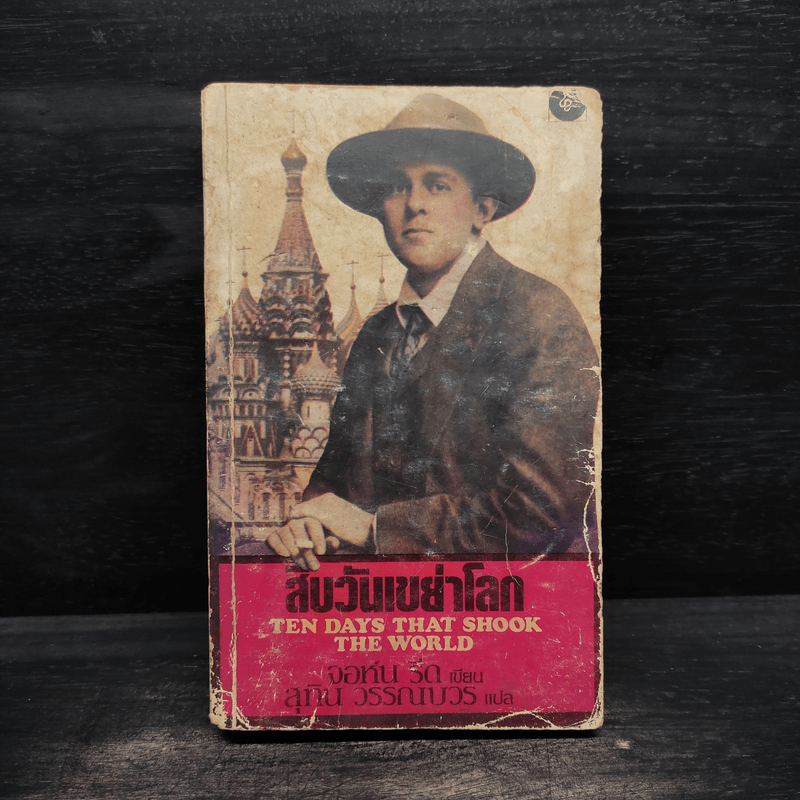 สิบวันเขย่าโลก
TEN DAYS THAT SHOOK
THE WORLD
จอห์น รีด เขียน
สุทิน วรรณบวร แปล